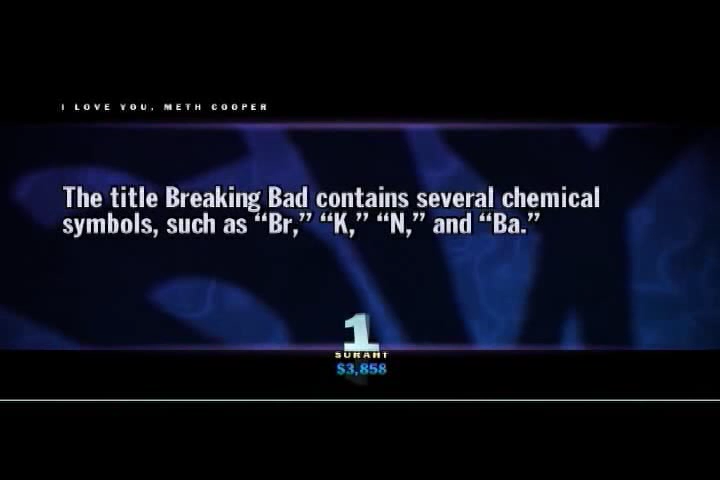 I LOVE YOU, METH COOPER
The title Breaking Bad contains several chemical
symbols, such as “Br,” “K,” “N,” and “Ba.”
1
SURAHT
$3,858